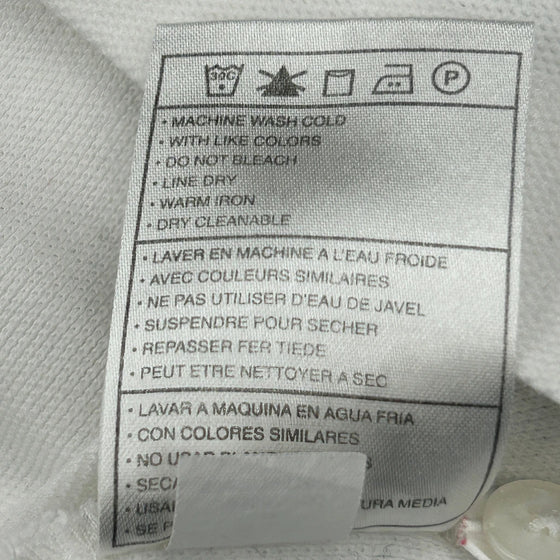 30C P
• MACHINE WASH COLD
• WITH LIKE COLORS
• DO NOT BLEACH
• LINE DRY
• WARM IRON
• DRY CLEANABLE
• LAVER EN MACHINE A L'EAU FROIDE
• AVEC COULEURS SIMILAIRES
• NE PAS UTILISER D'EAU DE JAVEL
• SUSPENDRE POUR SECHER
• REPASSER FER TIEDE
• PEUT ETRE NETTOYER A SEC
• LAVAR A MAQUINA EN AGUA FRIA
• CON COLORES SIMILARES
• NO
MEDIA
• SE